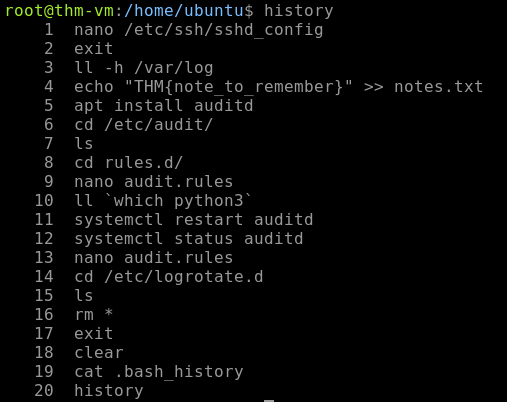 root@thm-vm:/home/ubuntu$ history
    1  nano /etc/ssh/sshd_config
    2  exit
    3  ll -h /var/log
    4  echo "THM{note_to_remember}" >> notes.txt
    5  apt install auditd
    6  cd /etc/audit/
    7  ls
    8  cd rules.d/
    9  nano audit.rules
   10  ll `which python3`
   11  systemctl restart auditd
   12  systemctl status auditd
   13  nano audit.rules
   14  cd /etc/logrotate.d
   15  ls
   16  rm *
   17  exit
   18  clear
   19  cat .bash_history
   20  history